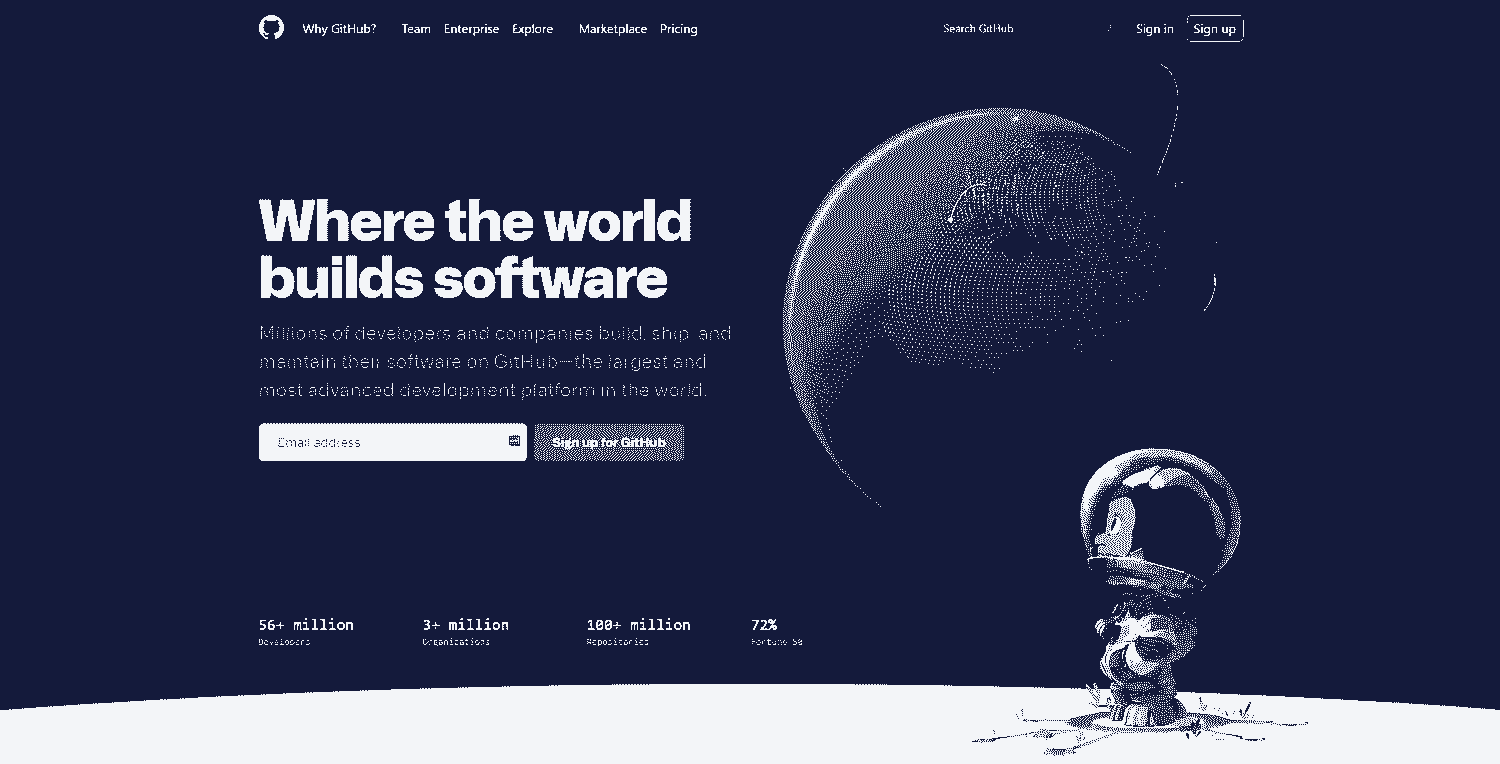 Why GitHub? Team Enterprise Explore Marketplace Pricing Search GitHub / Sign in Sign up
Where the world
builds software
Millions of developers and companies build, ship, and
maintain their software on GitHub—the largest and
most advanced development platform in the world.
Email address Sign up for GitHub
56+ million 3+ million 100+ million 72%
Developers Organizations Repositories Fortune 50